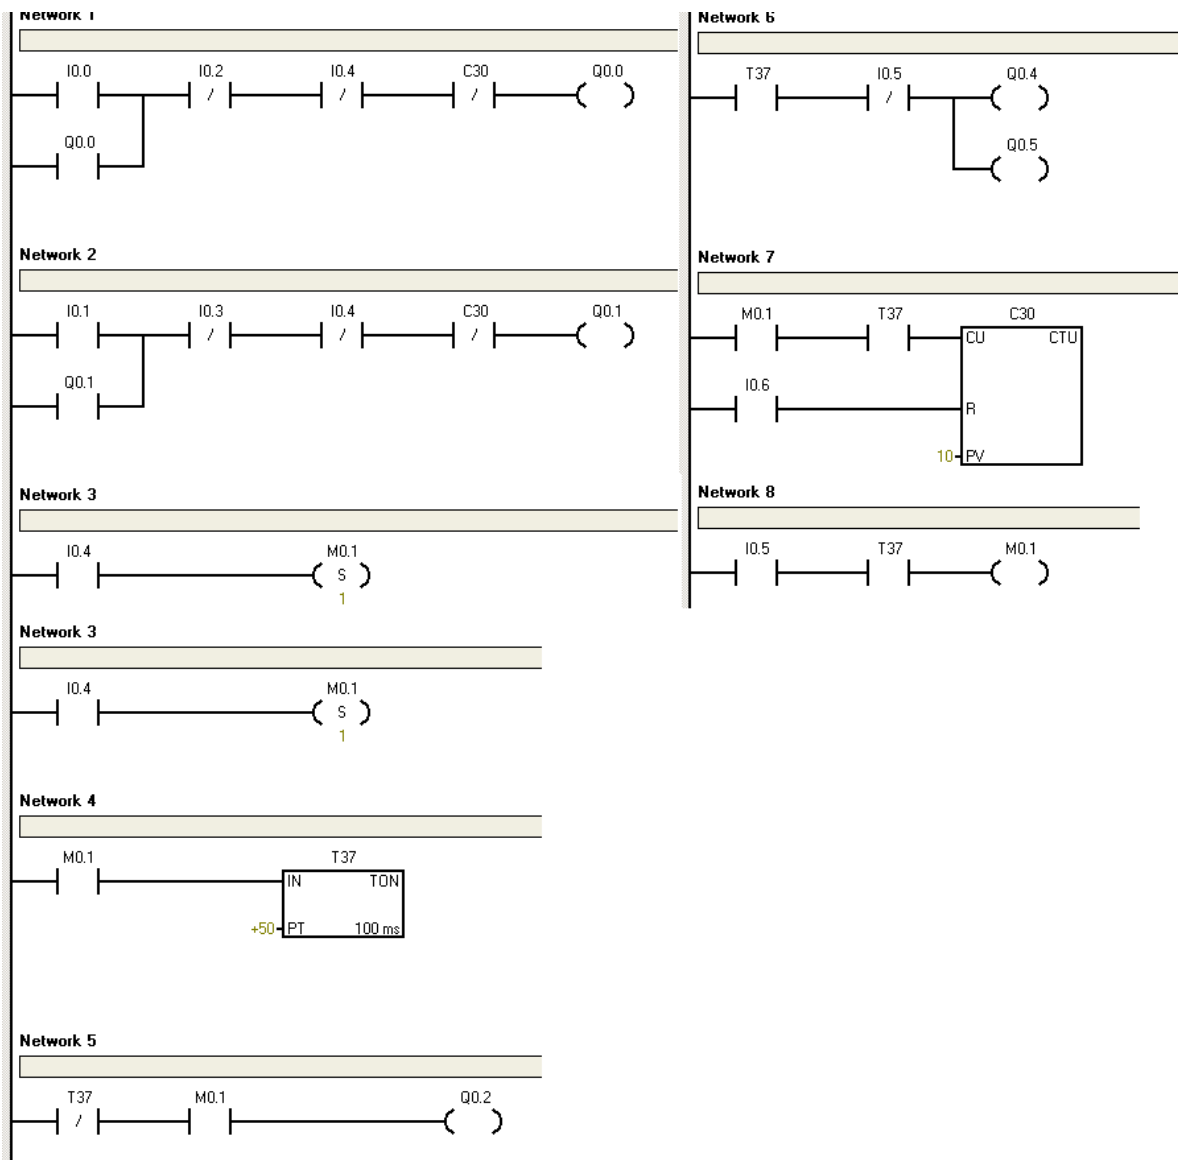 Network 1
I0.0 I0.2 I0.4 C30 Q0.0
/ / /
Q0.0
Network 2
I0.1 I0.3 I0.4 C30 Q0.1
/ / /
Q0.1
Network 3
I0.4 M0.1
S
1
Network 3
I0.4 M0.1
S
1
Network 4
M0.1 T37
IN TON
+50 PT 100 ms
Network 5
T37 M0.1 Q0.2
/
Network 6
T37 I0.5 Q0.4
/
Q0.5
Network 7
M0.1 T37 C30
CU CTU
I0.6
R
10 PV
Network 8
I0.5 T37 M0.1